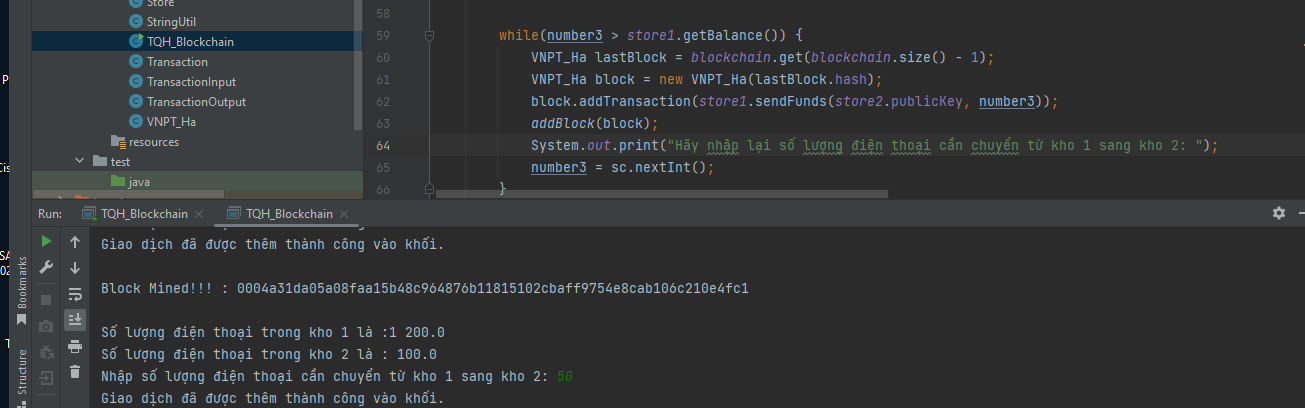 Store
StringUtil
TQH_Blockchain
Transaction
TransactionInput
TransactionOutput
VNPT_Ha
resources
test
java
58
59 while(number3 > store1.getBalance()) {
60 VNPT_Ha lastBlock = blockchain.get(blockchain.size() - 1);
61 VNPT_Ha block = new VNPT_Ha(lastBlock.hash);
62 block.addTransaction(store1.sendFunds(store2.publicKey, number3));
63 addBlock(block);
64 System.out.print("Hãy nhập lại số lượng điện thoại cần chuyển từ kho 1 sang kho 2: ");
65 number3 = sc.nextInt();
66 }
Run: TQH_Blockchain TQH_Blockchain
Giao dịch đã được thêm thành công vào khối.
Block Mined!!! : 0004a31da05a08faa15b48c964876b11815102cbaff9754e8cab106c210e4fc1
Số lượng điện thoại trong kho 1 là :1 200.0
Số lượng điện thoại trong kho 2 là : 100.0
Nhập số lượng điện thoại cần chuyển từ kho 1 sang kho 2: 50
Giao dịch đã được thêm thành công vào khối.
Bookmarks
Structure